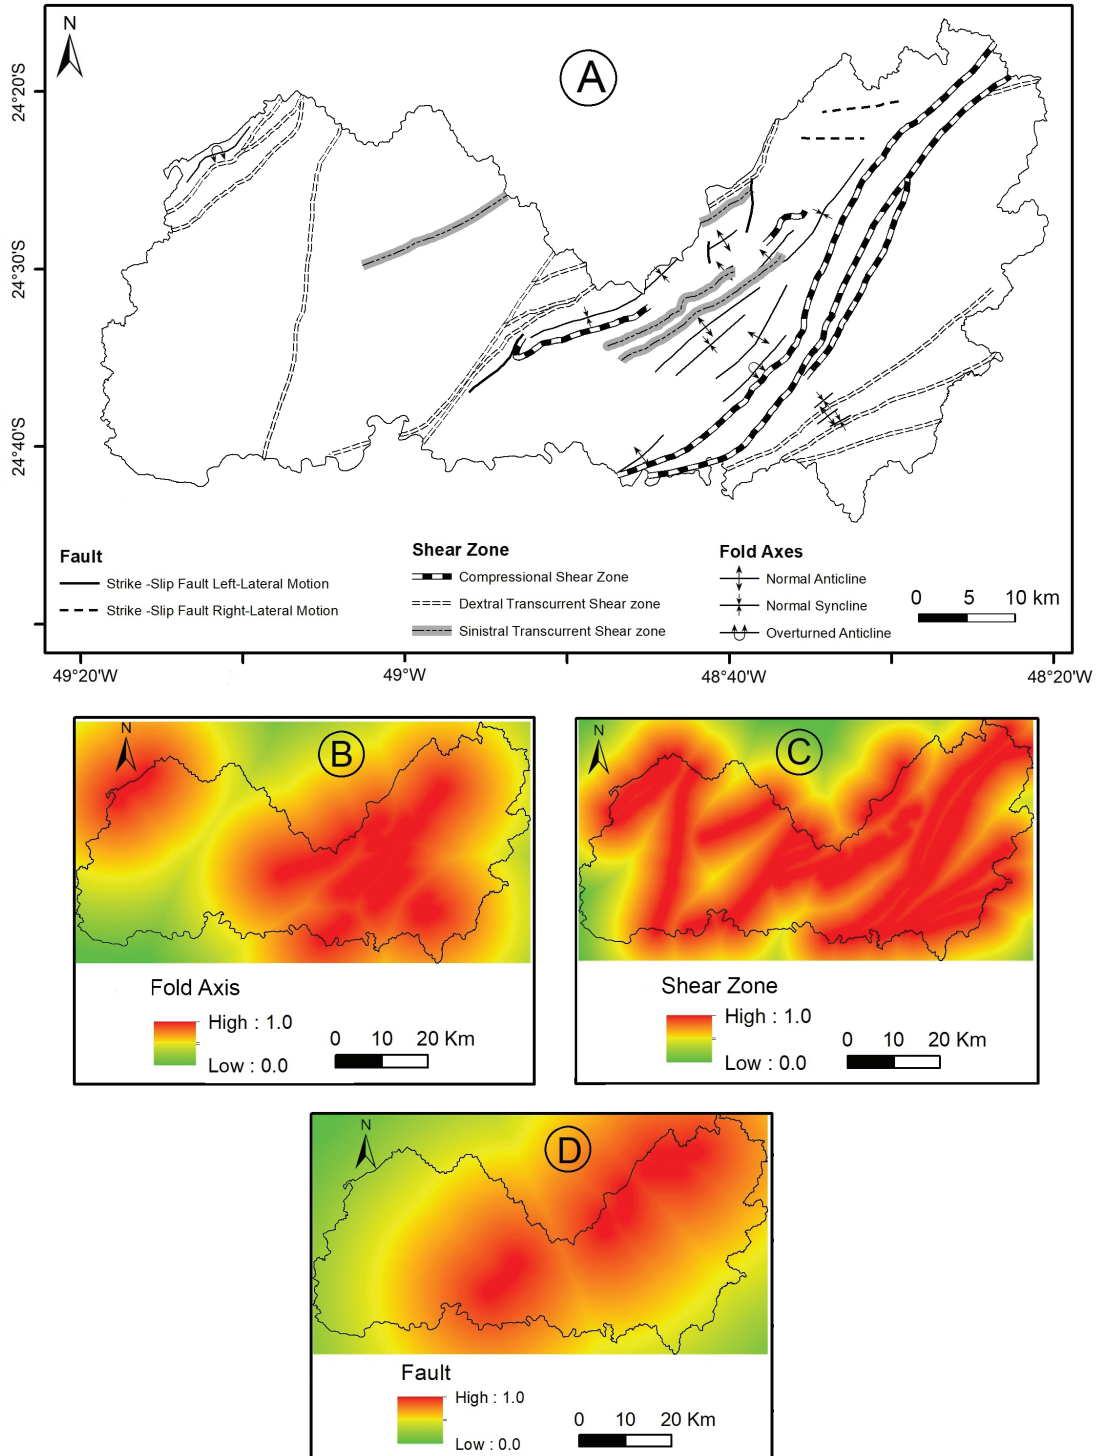 N
A
24°20'S
24°30'S
24°40'S
Fault
Strike -Slip Fault Left-Lateral Motion
Strike -Slip Fault Right-Lateral Motion
Shear Zone
Compressional Shear Zone
Dextral Transcurrent Shear zone
Sinistral Transcurrent Shear zone
Fold Axes
Normal Anticline
Normal Syncline
Overturned Anticline
0 5 10 km
49°20'W 49°W 48°40'W 48°20'W
N
B
Fold Axis
High : 1.0
Low : 0.0
0 10 20 Km
N
C
Shear Zone
High : 1.0
Low : 0.0
0 10 20 Km
N
D
Fault
High : 1.0
Low : 0.0
0 10 20 Km